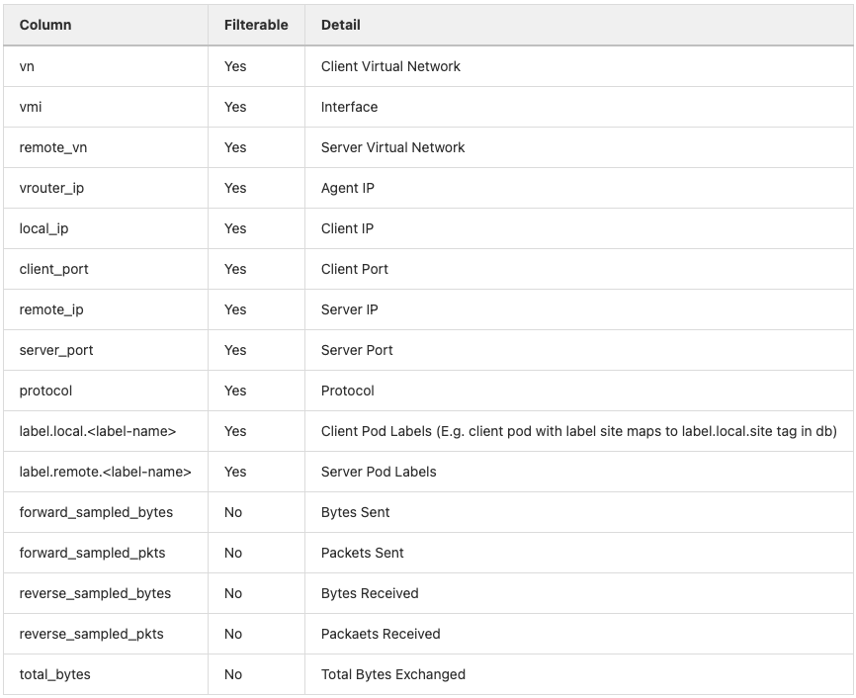 Column Filterable Detail
vn Yes Client Virtual Network
vmi Yes Interface
remote_vn Yes Server Virtual Network
vrouter_ip Yes Agent IP
local_ip Yes Client IP
client_port Yes Client Port
remote_ip Yes Server IP
server_port Yes Server Port
protocol Yes Protocol
label.local.<label-name> Yes Client Pod Labels (E.g. client pod with label site maps to label.local.site tag in db)
label.remote.<label-name> Yes Server Pod Labels
forward_sampled_bytes No Bytes Sent
forward_sampled_pkts No Packets Sent
reverse_sampled_bytes No Bytes Received
reverse_sampled_pkts No Packaets Received
total_bytes No Total Bytes Exchanged